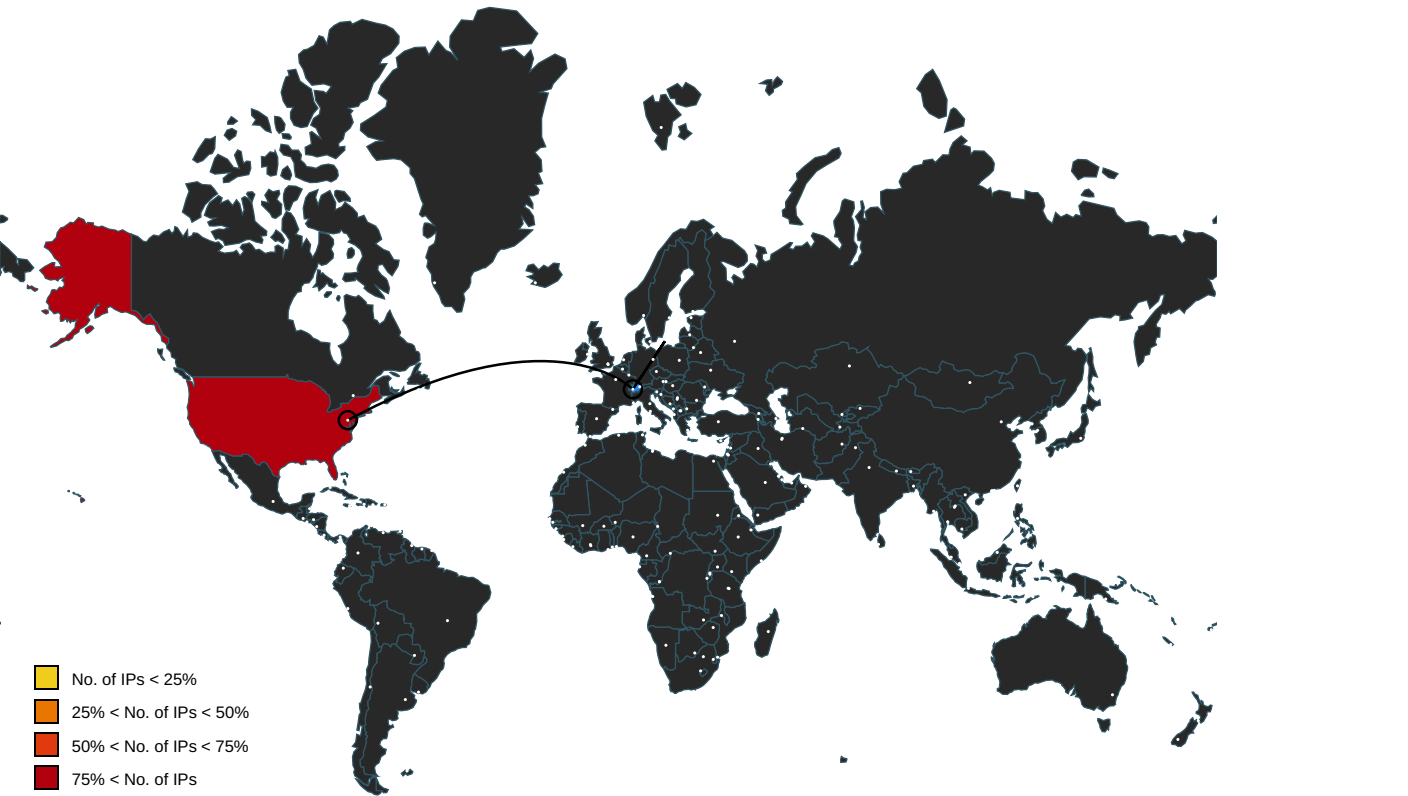 No. of IPs < 25%
25% < No. of IPs < 50%
50% < No. of IPs < 75%
75% < No. of IPs